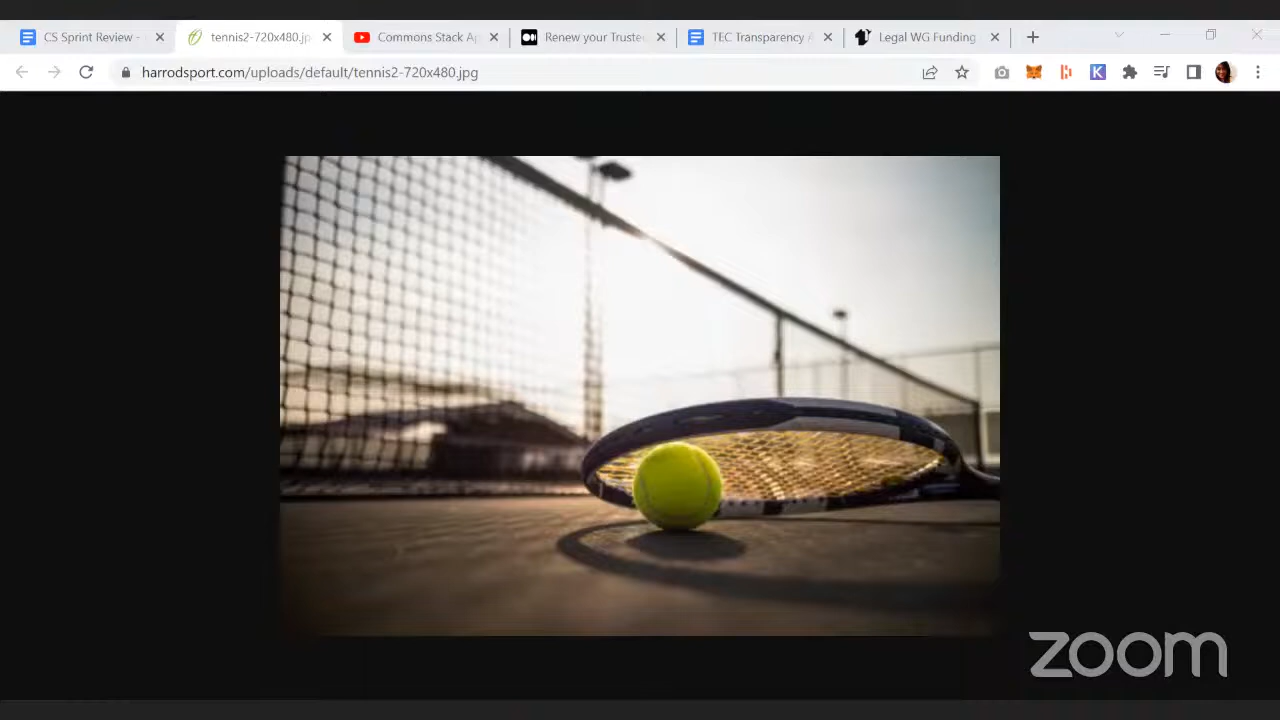 CS Sprint Review -
tennis2-720x480.jp
Commons Stack Ap
Renew your Truste
TEC Transparency A
Legal WG Funding
harrodsport.com/uploads/default/tennis2-720x480.jpg
zoom